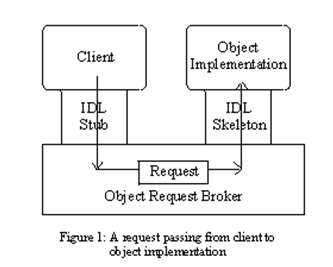 Client
Object
Implementation
IDL
Stub
IDL
Skeleton
Request
Object Request Broker
Figure 1: A request passing from client to
object implementation